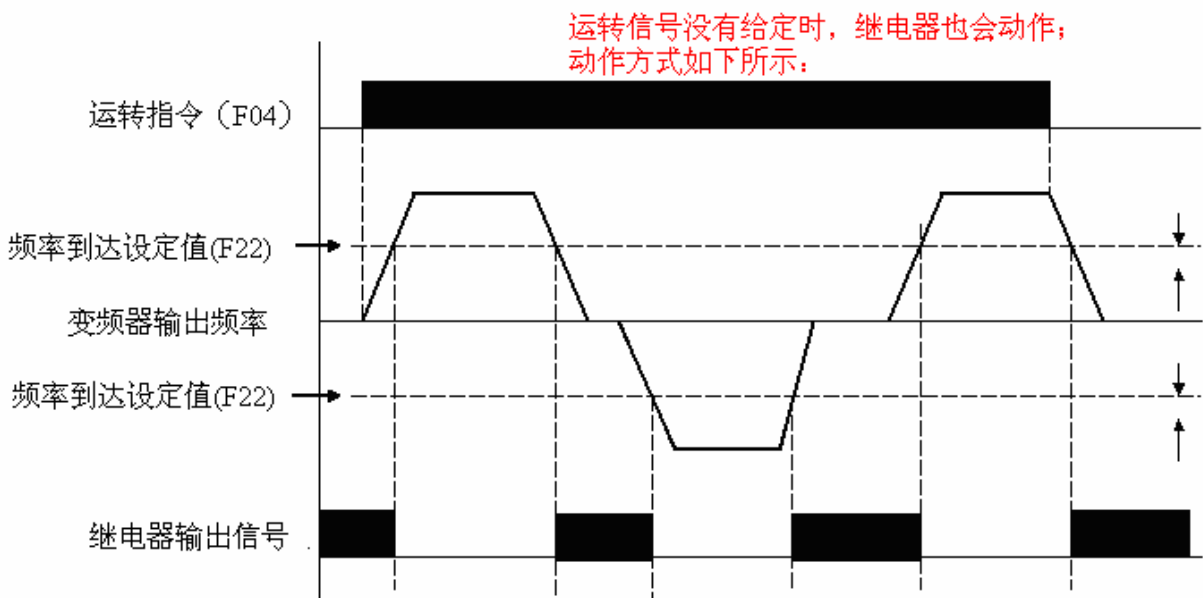 运转信号没有给定时，继电器也会动作；
动作方式如下所示：
运转指令（F04）
频率到达设定值(F22)
变频器输出频率
频率到达设定值(F22)
继电器输出信号